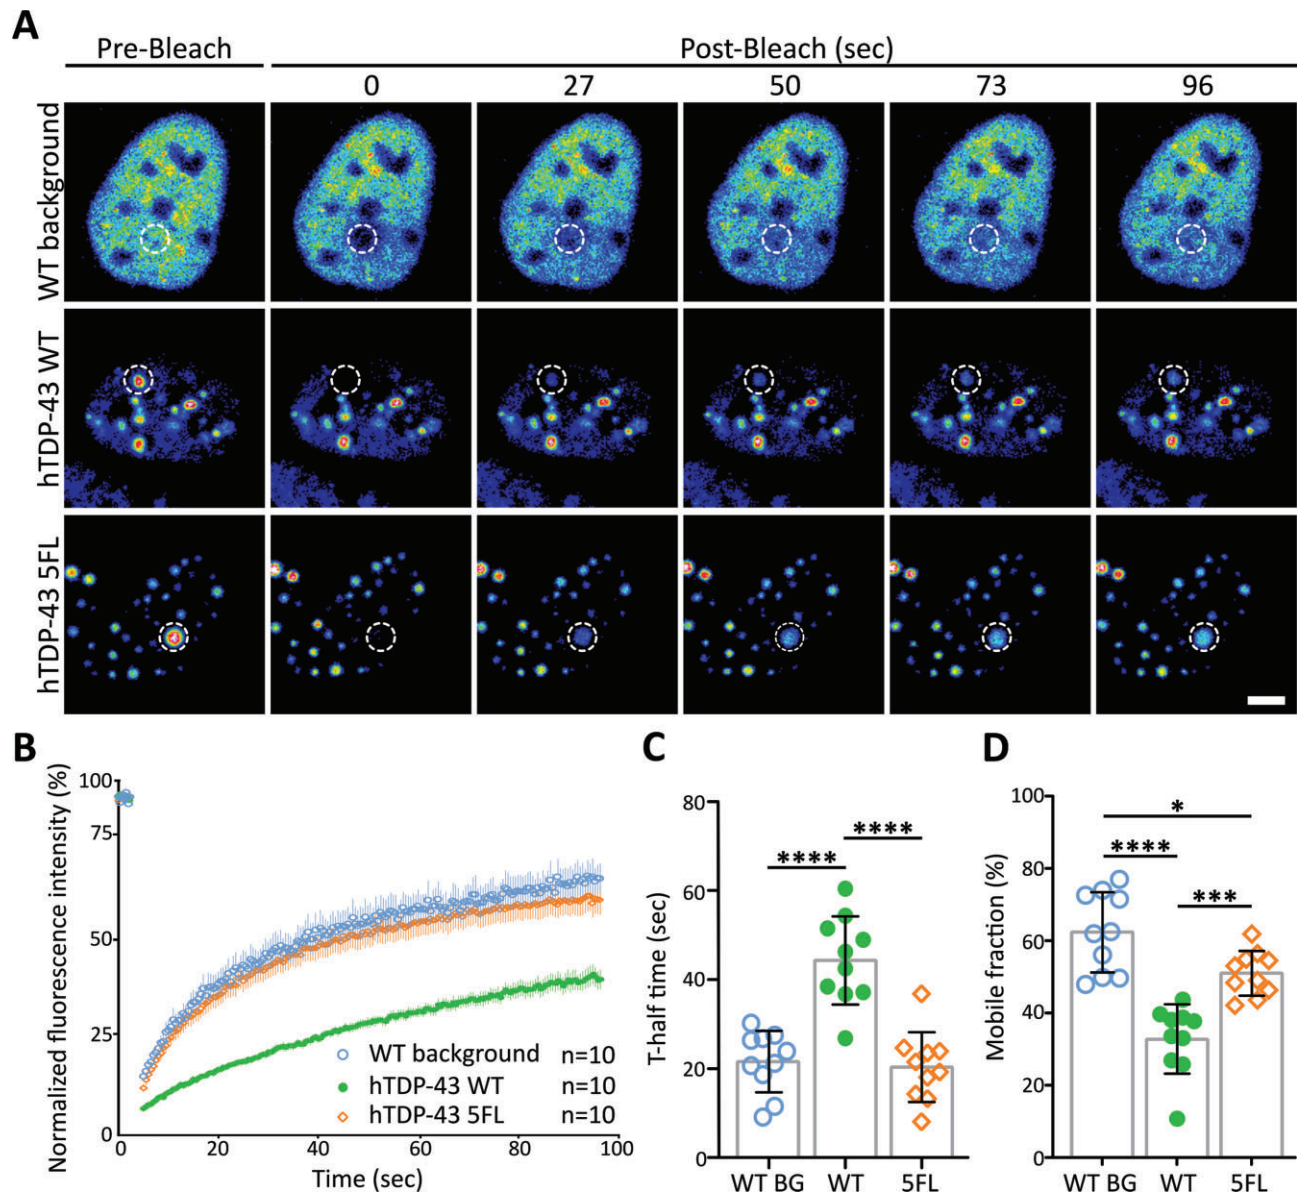 A
Pre-Bleach
Post-Bleach (sec)
0 27 50 73 96
WT background
hTDP-43 WT
hTDP-43 5FL
B
Normalized fluorescence intensity (%)
100
75
50
25
0
0 20 40 60 80 100
Time (sec)
WT background n=10
hTDP-43 WT n=10
hTDP-43 5FL n=10
C
T-half time (sec)
80
60
40
20
0
**** ****
WT BG WT 5FL
D
Mobile fraction (%)
100
80
60
40
20
0
*
****
***
WT BG WT 5FL